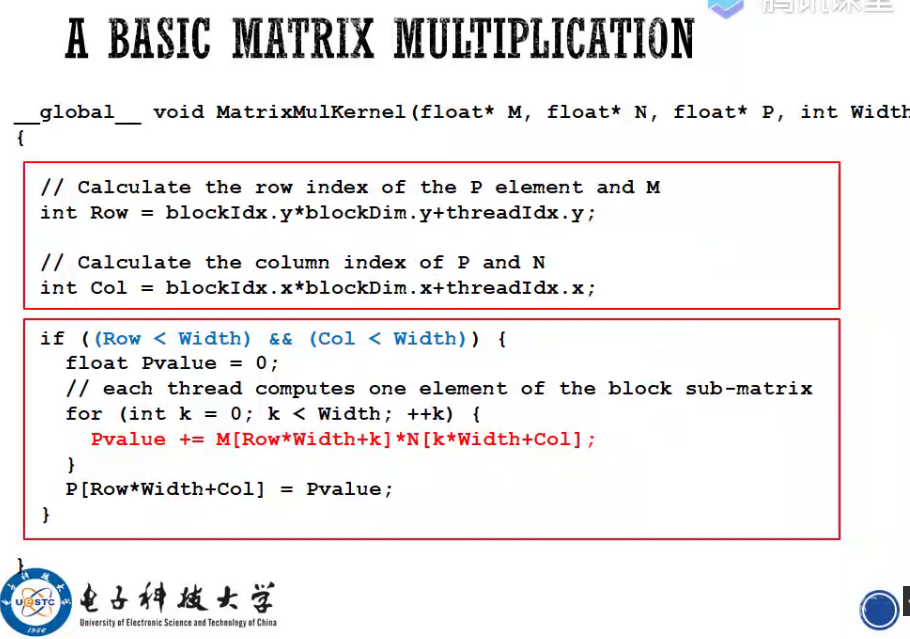 腾讯课堂
A BASIC MATRIX MULTIPLICATION
__global__ void MatrixMulKernel(float* M, float* N, float* P, int Width
{
// Calculate the row index of the P element and M
int Row = blockIdx.y*blockDim.y+threadIdx.y;
// Calculate the column index of P and N
int Col = blockIdx.x*blockDim.x+threadIdx.x;
if ((Row < Width) && (Col < Width)) {
float Pvalue = 0;
// each thread computes one element of the block sub-matrix
for (int k = 0; k < Width; ++k) {
Pvalue += M[Row*Width+k]*N[k*Width+Col];
}
P[Row*Width+Col] = Pvalue;
}
}
UESTC
1956
电子科技大学
University of Electronic Science and Technology of China